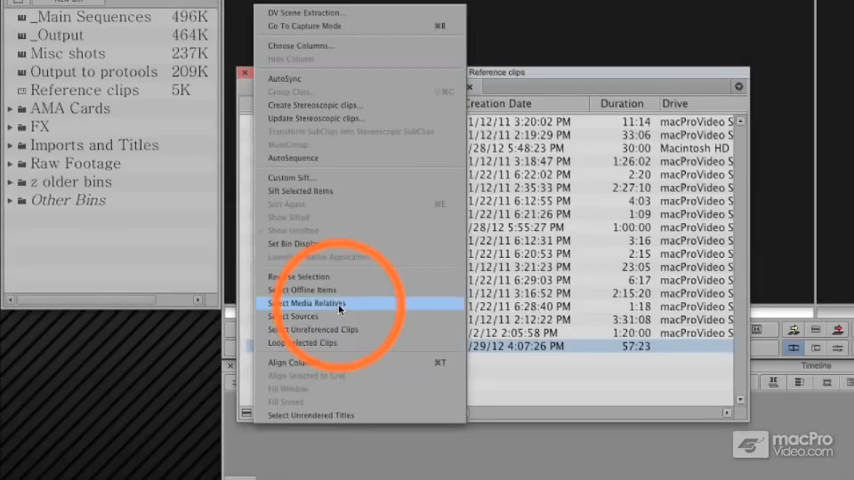 _Main Sequences 496K
_Output 464K
Misc shots 237K
Output to protools 209K
Reference clips 5K
AMA Cards
FX
Imports and Titles
Raw Footage
z older bins
Other Bins
DV Scene Extraction...
Go To Capture Mode ⌘B
Choose Columns...
Hide Column
AutoSync
Group Clips... ⇧⌘C
Create Stereoscopic clips...
Update Stereoscopic clips...
Transform SubClips into Stereoscopic SubClips
MultiGroup
AutoSequence
Custom Sift...
Sift Selected Items
Sort Again ⌘E
Show Sifted
Show Unsifted
Set Bin Display
Launch Native Application
Reverse Selection
Select Offline Items
Select Media Relatives
Select Sources
Select Unreferenced Clips
Loop Selected Clips
Align Columns ⌘T
Align Selected to Grid
Fill Window
Fill Sorted
Select Unrendered Titles
Reference clips
Creation Date Duration Drive
1/12/11 3:20:02 PM 11:14 macProVideo S
1/12/11 2:19:29 PM 33:06 macProVideo S
/28/12 5:48:23 PM 30:00 Macintosh HD
1/12/11 3:18:47 PM 1:26:02 macProVideo S
1/22/11 6:22:02 PM 2:20 macProVideo S
1/12/11 2:35:33 PM 2:27:10 macProVideo S
1/22/11 6:12:55 PM 4:03 macProVideo S
1/22/11 6:21:26 PM 1:09 macProVideo S
/28/12 5:55:27 PM 1:00:00 macProVideo S
1/22/11 6:12:31 PM 3:16 macProVideo S
1/22/11 6:20:53 PM 2:15 macProVideo S
1/12/11 3:21:23 PM 23:05 macProVideo S
1/22/11 6:29:03 PM 6:17 macProVideo S
1/12/11 3:16:52 PM 2:15:20 macProVideo S
1/22/11 6:28:40 PM 1:18 macProVideo S
1/12/11 2:12:22 PM 3:31:08 macProVideo S
/2/12 2:05:58 PM 1:20:00 macProVideo S
/29/12 4:07:26 PM 57:23
Timeline
macPro
Video.com